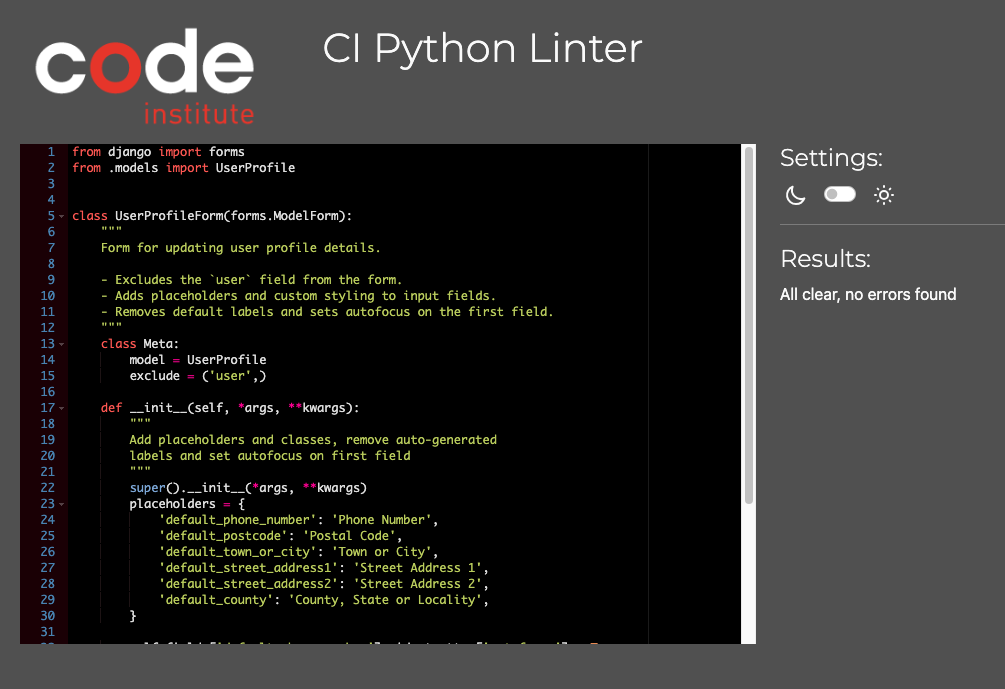 code
institute
CI Python Linter
1 from django import forms
2 from .models import UserProfile
3
4
5 class UserProfileForm(forms.ModelForm):
6     """
7     Form for updating user profile details.
8
9     - Excludes the `user` field from the form.
10     - Adds placeholders and custom styling to input fields.
11     - Removes default labels and sets autofocus on the first field.
12     """
13     class Meta:
14         model = UserProfile
15         exclude = ('user',)
16
17     def __init__(self, *args, **kwargs):
18         """
19         Add placeholders and classes, remove auto-generated
20         labels and set autofocus on first field
21         """
22         super().__init__(*args, **kwargs)
23         placeholders = {
24             'default_phone_number': 'Phone Number',
25             'default_postcode': 'Postal Code',
26             'default_town_or_city': 'Town or City',
27             'default_street_address1': 'Street Address 1',
28             'default_street_address2': 'Street Address 2',
29             'default_county': 'County, State or Locality',
30         }
31
Settings:
Results:
All clear, no errors found